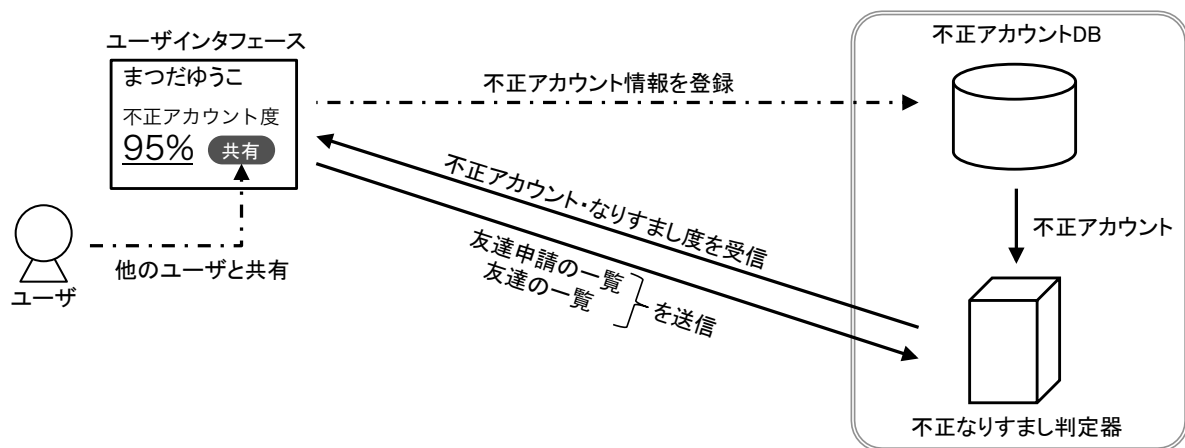 ユーザインタフェース
まつだゆうこ
不正アカウント度
95%
共有
ユーザ
他のユーザと共有
不正アカウント情報を登録
不正アカウント・なりすまし度を受信
友達申請の一覧
友達の一覧
を送信
不正アカウントDB
不正アカウント
不正なりすまし判定器